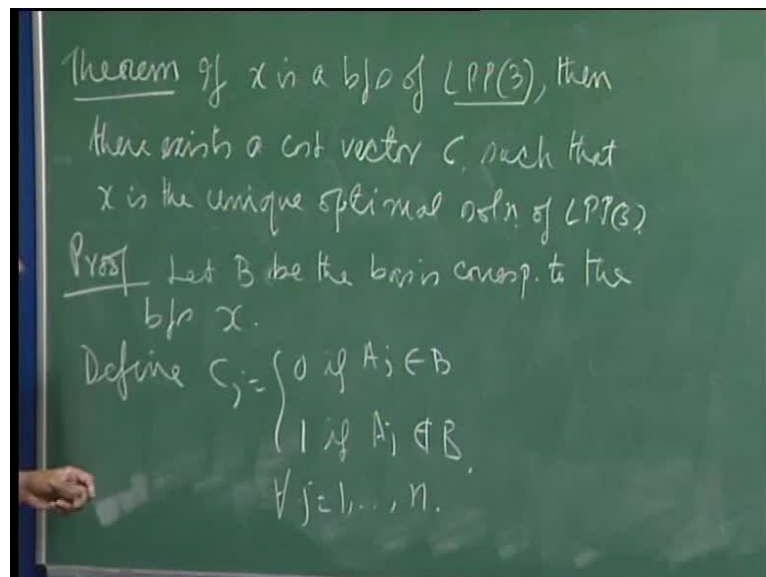 Theorem If x is a bfs of LPP(3), then
there exists a cost vector C, such that
x is the unique optimal soln. of LPP(3)
Proof Let B be the basis corresp. to the
bfs x.
Define Cj = { 0 if Aj ∈ B
1 if Aj ∉ B,
∀ j=1,..., n.